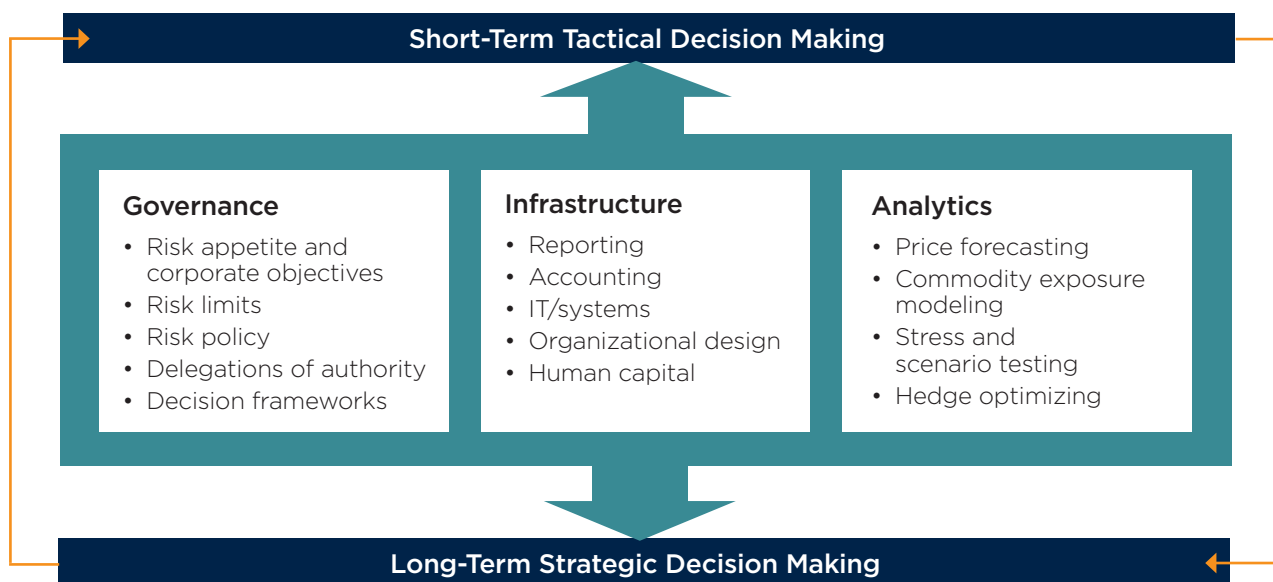 Short-Term Tactical Decision Making
Governance
• Risk appetite and
corporate objectives
• Risk limits
• Risk policy
• Delegations of authority
• Decision frameworks
Infrastructure
• Reporting
• Accounting
• IT/systems
• Organizational design
• Human capital
Analytics
• Price forecasting
• Commodity exposure
modeling
• Stress and
scenario testing
• Hedge optimizing
Long-Term Strategic Decision Making